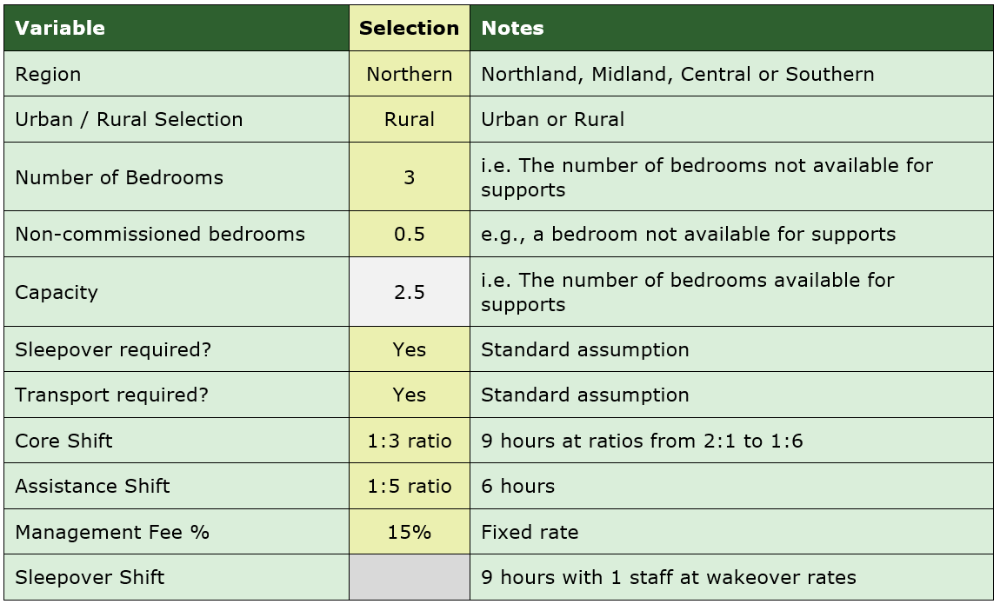 Variable Selection Notes
Region Northern Northland, Midland, Central or Southern
Urban / Rural Selection Rural Urban or Rural
Number of Bedrooms 3 i.e. The number of bedrooms not available for
supports
Non-commissioned bedrooms 0.5 e.g., a bedroom not available for supports
Capacity 2.5 i.e. The number of bedrooms available for
supports
Sleepover required? Yes Standard assumption
Transport required? Yes Standard assumption
Core Shift 1:3 ratio 9 hours at ratios from 2:1 to 1:6
Assistance Shift 1:5 ratio 6 hours
Management Fee % 15% Fixed rate
Sleepover Shift 9 hours with 1 staff at wakeover rates